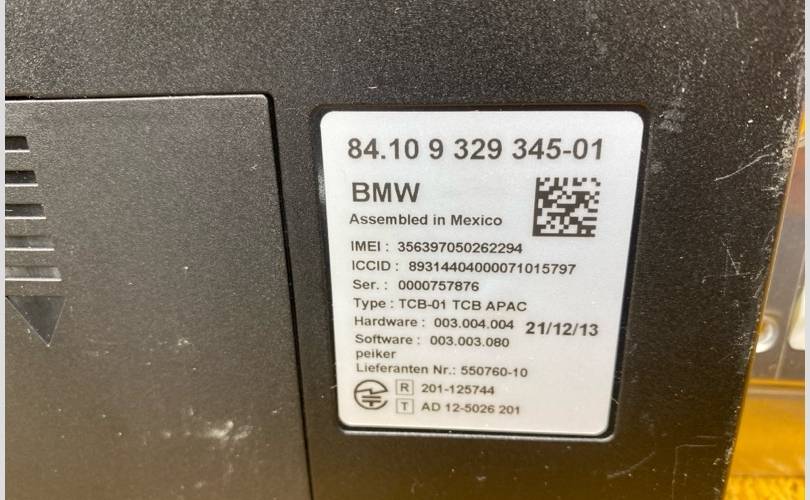 84.10 9 329 345-01
BMW
Assembled in Mexico
IMEI : 356397050262294
ICCID : 89314404000071015797
Ser. : 0000757876
Type : TCB-01 TCB APAC
Hardware : 003.004.004 21/12/13
Software : 003.003.080
peiker
Lieferanten Nr.: 550760-10
R 201-125744
T AD 12-5026 201